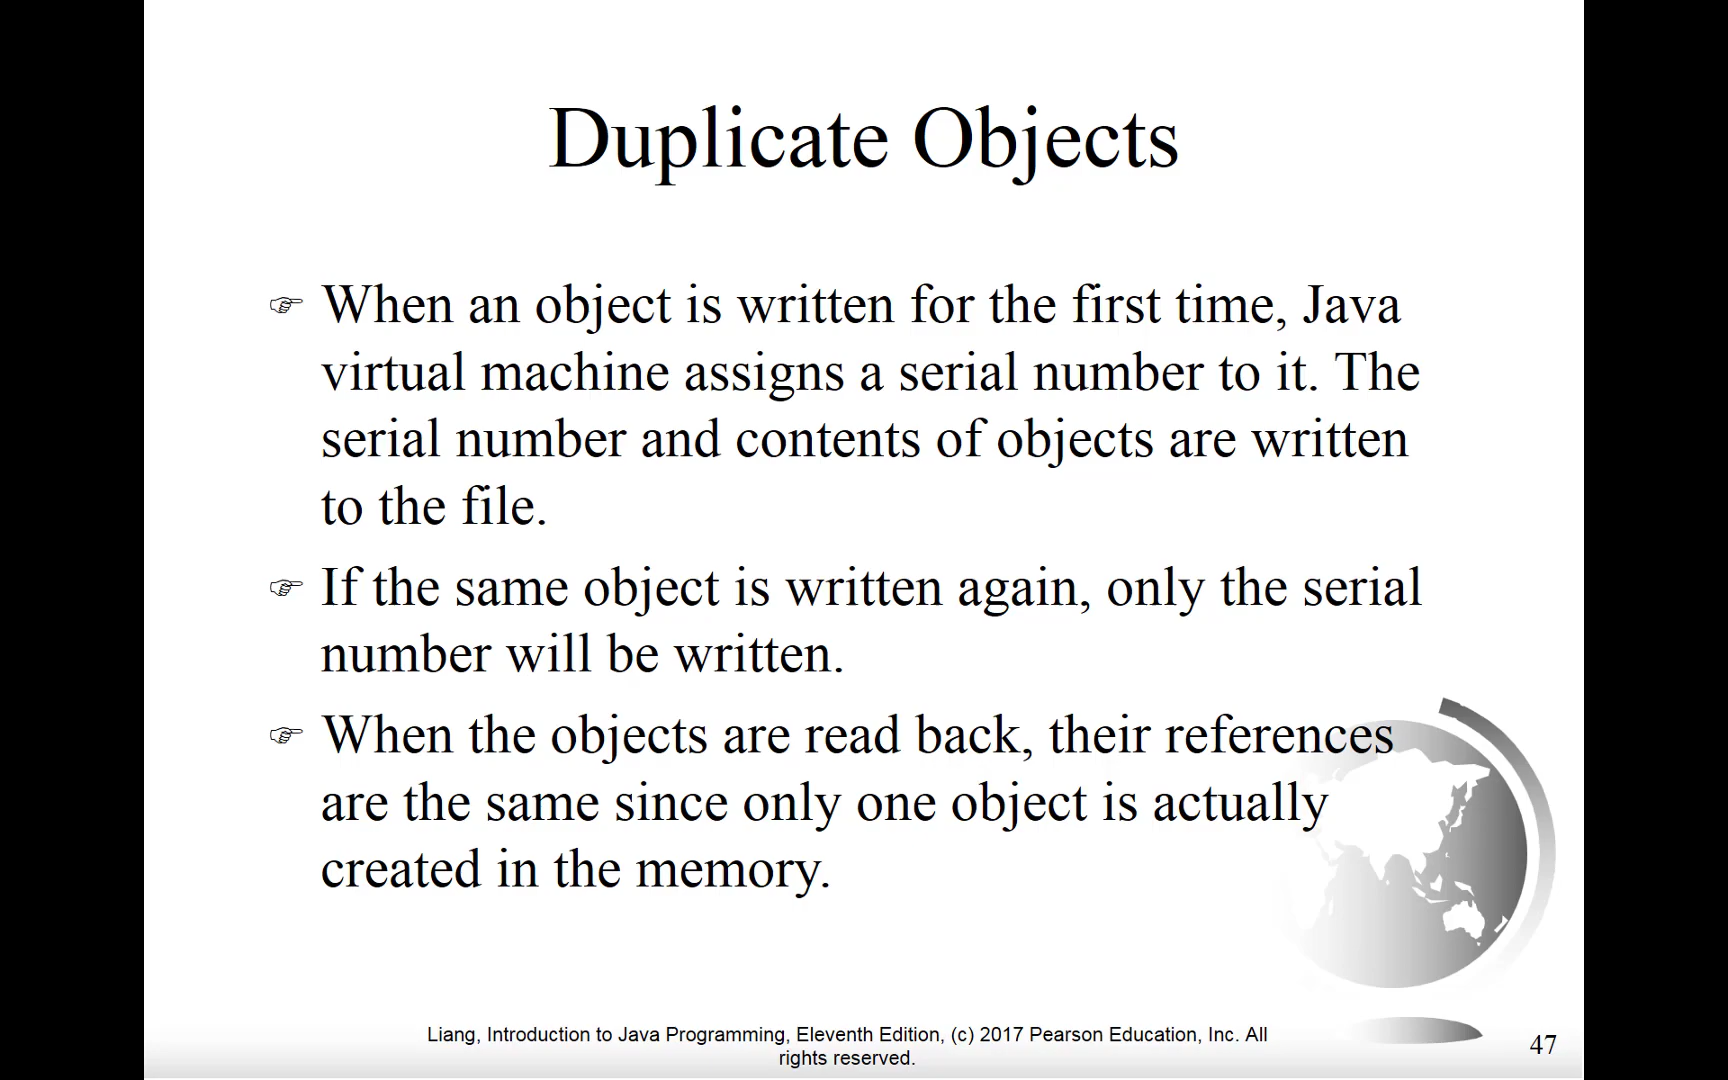 Duplicate Objects
☞ When an object is written for the first time, Java
virtual machine assigns a serial number to it. The
serial number and contents of objects are written
to the file.
☞ If the same object is written again, only the serial
number will be written.
☞ When the objects are read back, their references
are the same since only one object is actually
created in the memory.
Liang, Introduction to Java Programming, Eleventh Edition, (c) 2017 Pearson Education, Inc. All
rights reserved.
47